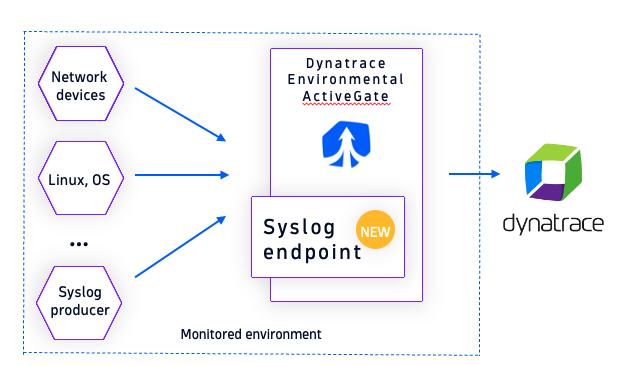 Network
devices
Linux, OS
...
Syslog
producer
Dynatrace
Environmental
ActiveGate
Syslog
endpoint
NEW
Monitored environment
dynatrace